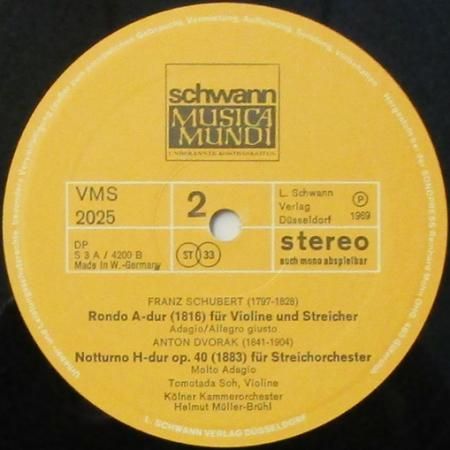 schwann
MUSICA
MUNDI
UNBEKANNTE KOSTBARKEITEN
VMS
2025
2
L. Schwann
Verlag
Düsseldorf
P
1969
DP
S 3 A / 4200 B
Made in W.-Germany
ST 33
stereo
auch mono abspielbar
FRANZ SCHUBERT (1797-1828)
Rondo A-dur (1816) für Violine und Streicher
Adagio/Allegro giusto
ANTON DVORAK (1841-1904)
Notturno H-dur op. 40 (1883) für Streichorchester
Molto Adagio
Tomotada Soh, Violine
Kölner Kammerorchester
Helmut Müller-Brühl
L. SCHWANN VERLAG DÜSSELDORF